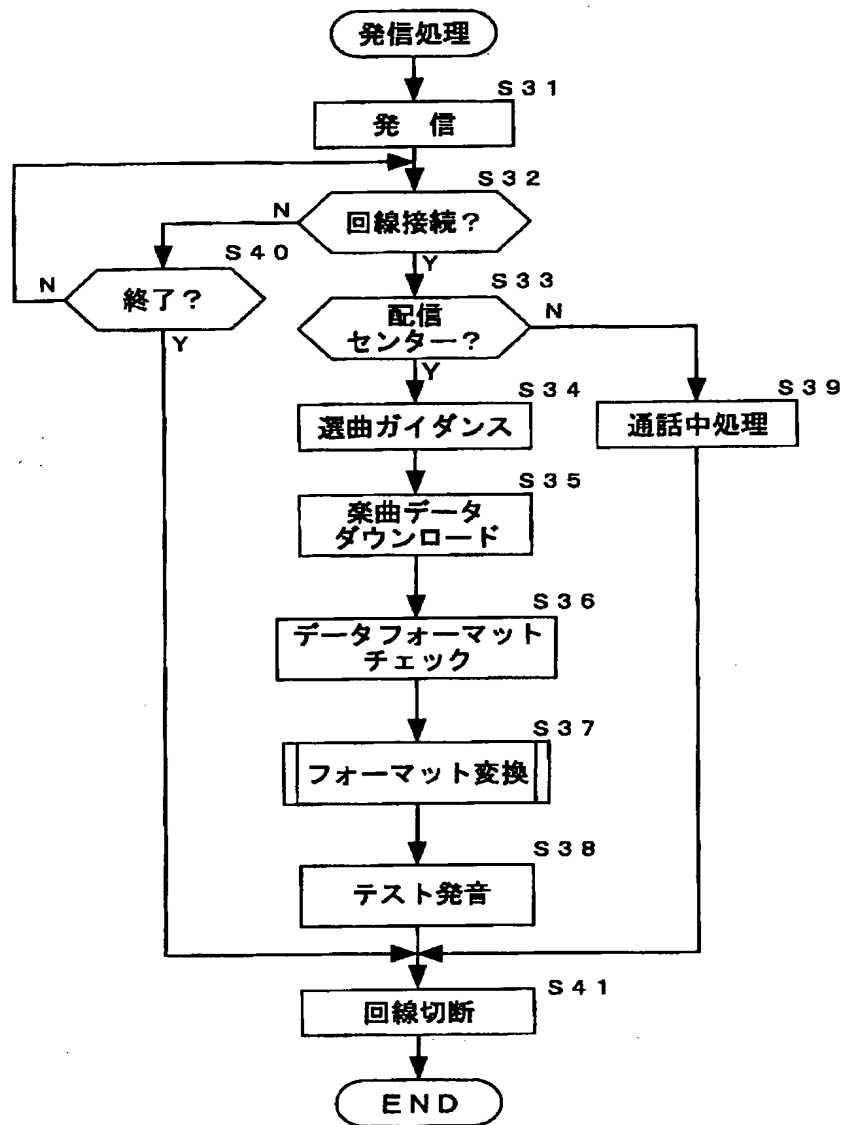 発信処理
S31
発 信
S32
回線接続?
N
Y
S40
終了?
N
Y
S33
配信
センター?
N
Y
S34
選曲ガイダンス
S39
通話中処理
S35
楽曲データ
ダウンロード
S36
データフォーマット
チェック
S37
フォーマット変換
S38
テスト発音
S41
回線切断
END